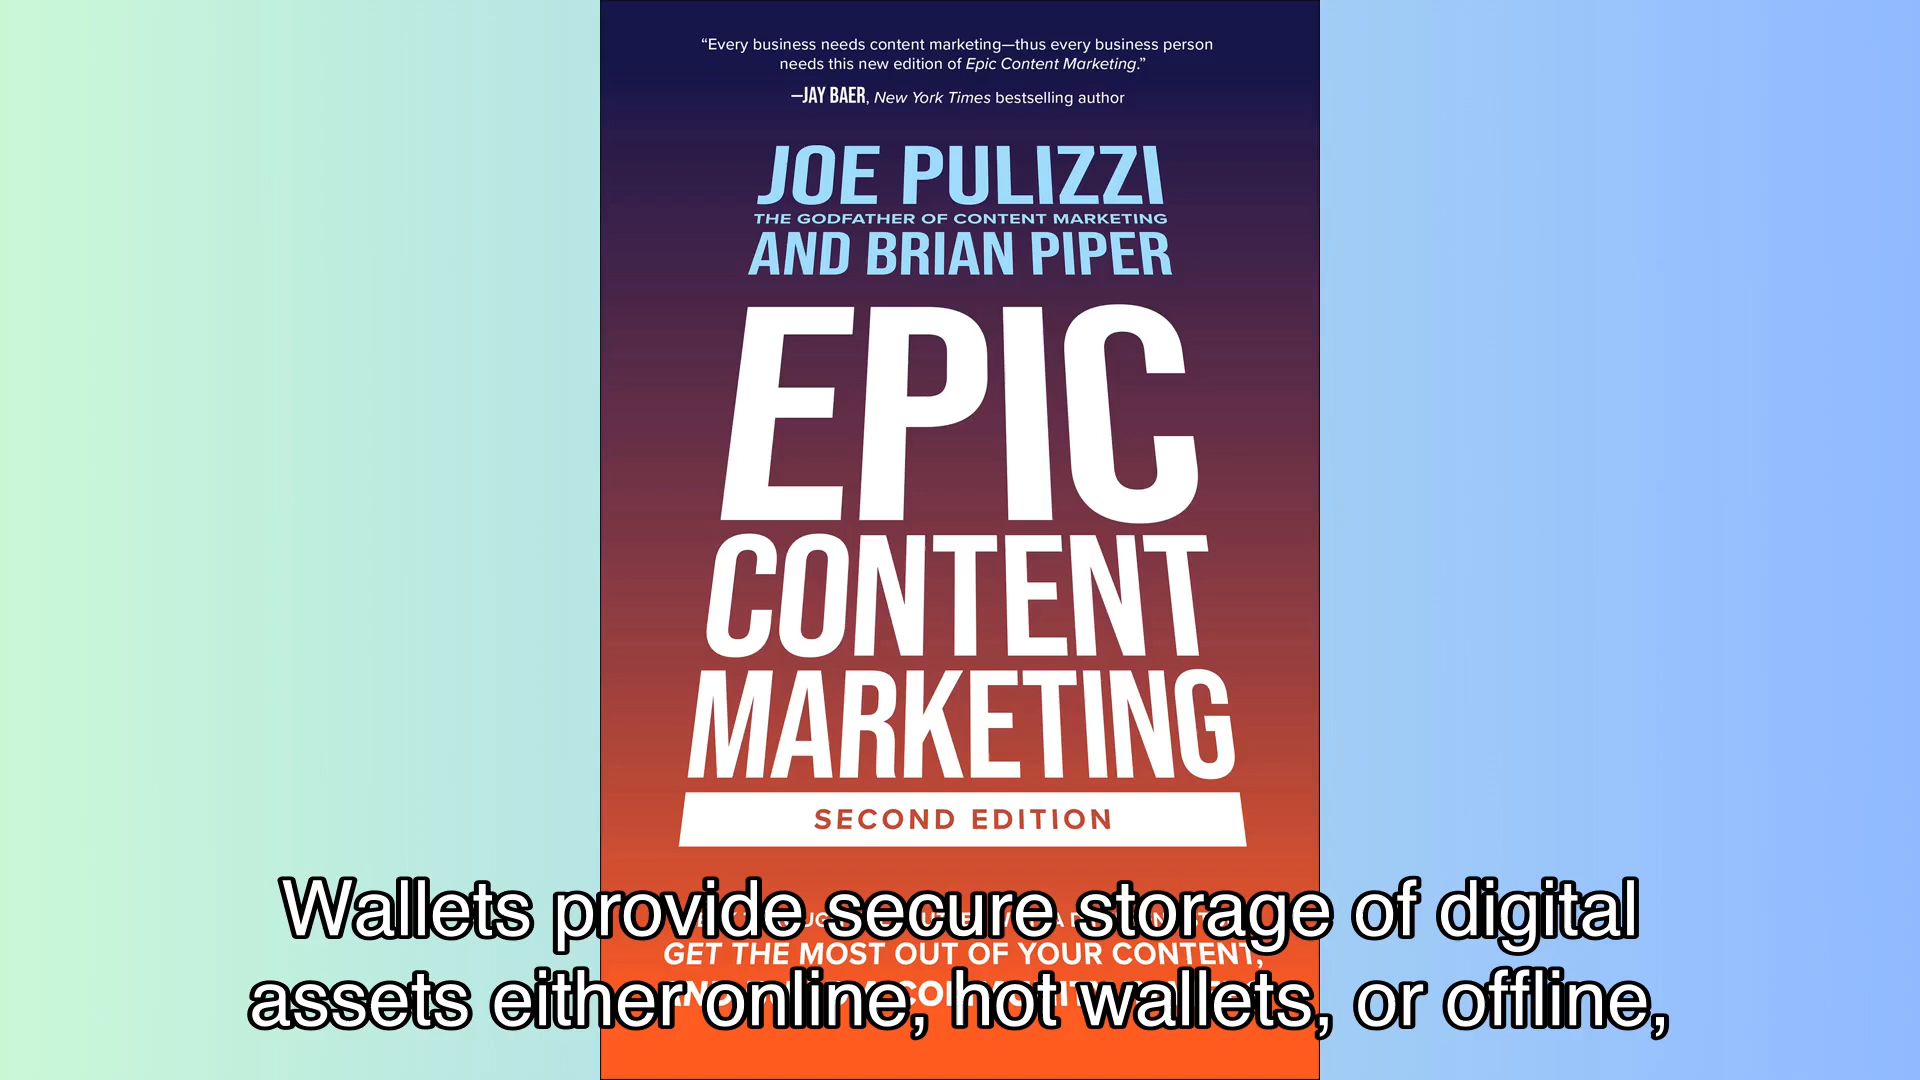 “Every business needs content marketing—thus every business person
needs this new edition of Epic Content Marketing.”
—JAY BAER, New York Times bestselling author
JOE PULIZZI
THE GODFATHER OF CONTENT MARKETING
AND BRIAN PIPER
EPIC
CONTENT
MARKETING
SECOND EDITION
GET THE MOST OUT OF YOUR CONTENT,
Wallets provide secure storage of digital
assets either online, hot wallets, or offline,